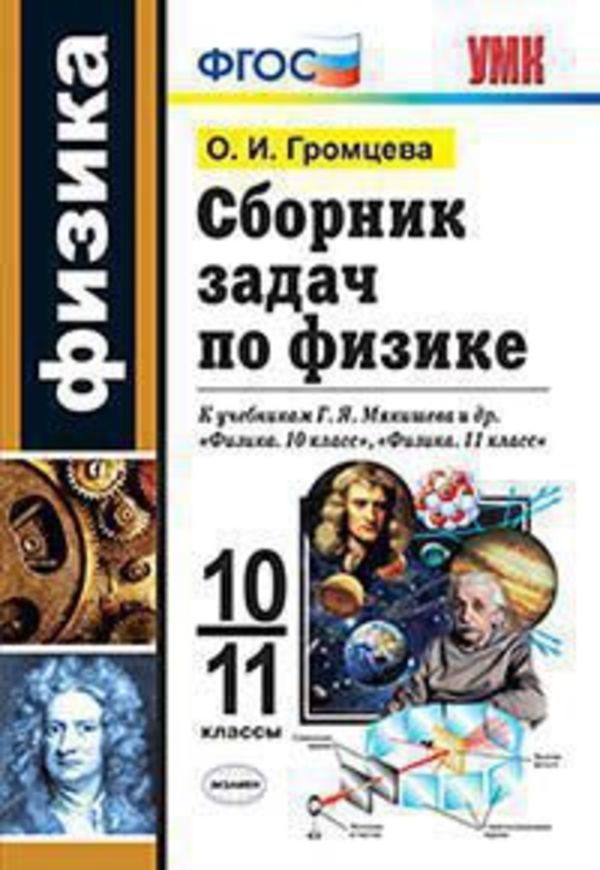 физика
ФГОС
УМК
О. И. Громцева
Сборник
задач
по физике
К учебникам Г. Я. Мякишева и др.
«Физика. 10 класс», «Физика. 11 класс»
10
11
классы
ЭКЗАМЕН